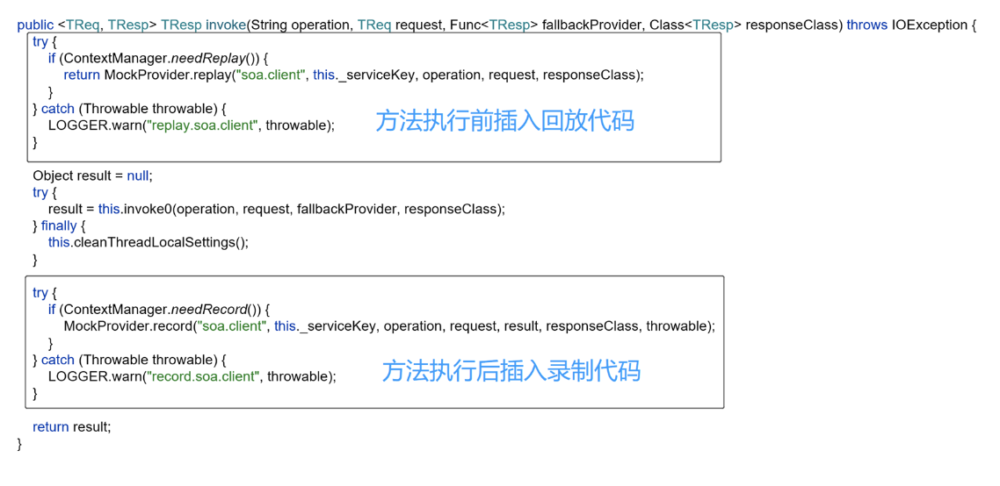 public <TReq, TResp> TResp invoke(String operation, TReq request, Func<TResp> fallbackProvider, Class<TResp> responseClass) throws IOException {
try {
if (ContextManager.needReplay()) {
return MockProvider.replay("soa.client", this._serviceKey, operation, request, responseClass);
}
} catch (Throwable throwable) {
LOGGER.warn("replay.soa.client", throwable);
}
方法执行前插入回放代码
Object result = null;
try {
result = this.invoke0(operation, request, fallbackProvider, responseClass);
} finally {
this.cleanThreadLocalSettings();
}
try {
if (ContextManager.needRecord()) {
MockProvider.record("soa.client", this._serviceKey, operation, request, result, responseClass, throwable);
}
} catch (Throwable throwable) {
LOGGER.warn("record.soa.client", throwable);
}
方法执行后插入录制代码
return result;
}